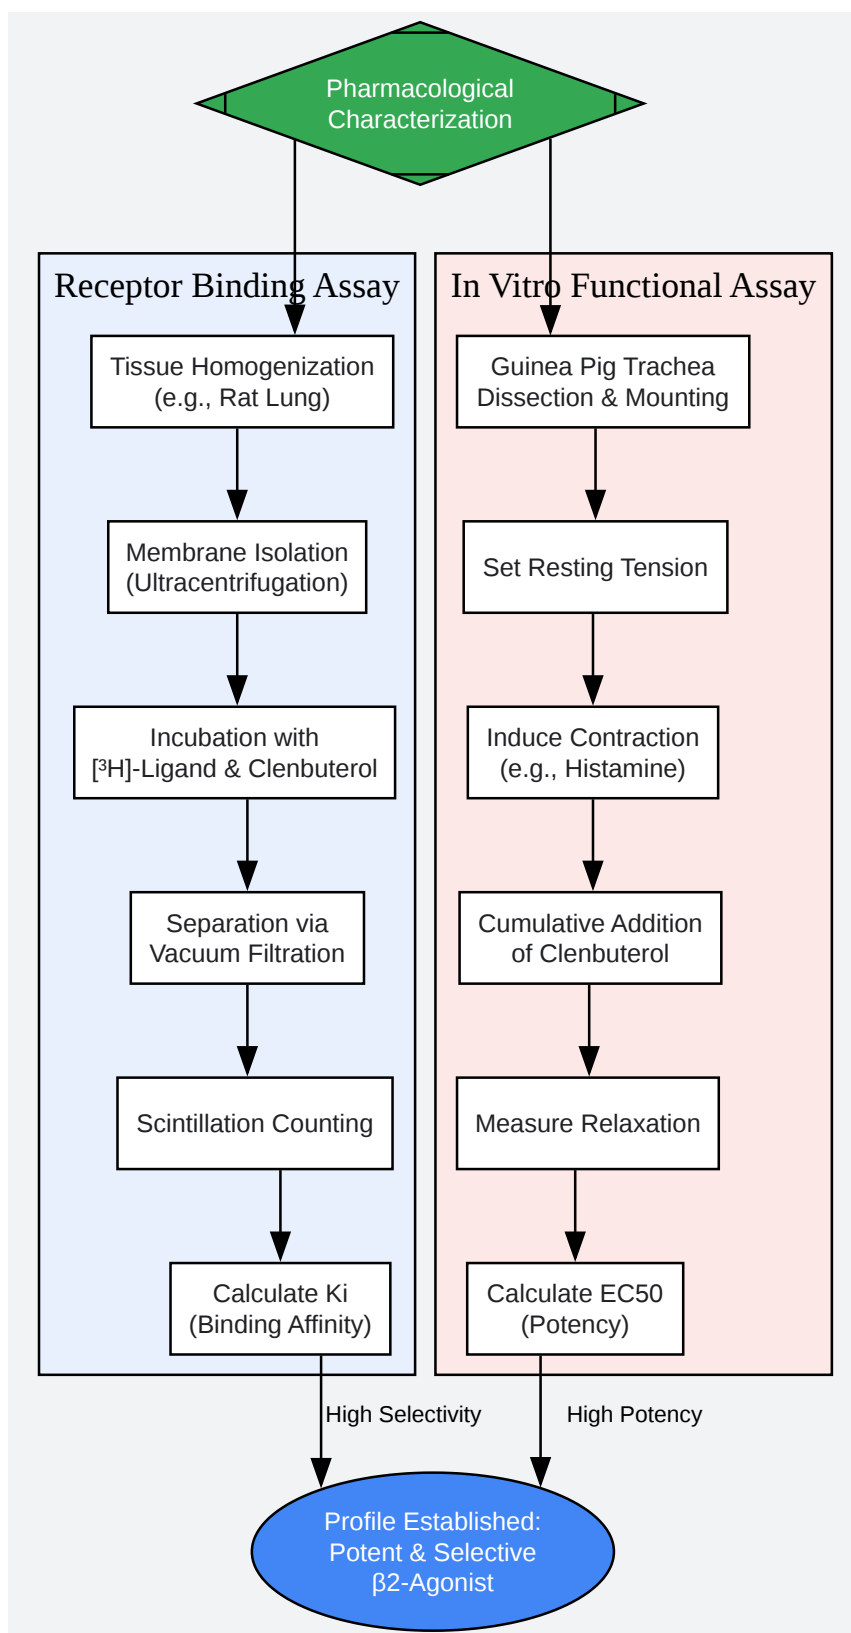 Pharmacological
Characterization
Receptor Binding Assay
Tissue Homogenization
(e.g., Rat Lung)
Membrane Isolation
(Ultracentrifugation)
Incubation with
[³H]-Ligand & Clenbuterol
Separation via
Vacuum Filtration
Scintillation Counting
Calculate Ki
(Binding Affinity)
High Selectivity
In Vitro Functional Assay
Guinea Pig Trachea
Dissection & Mounting
Set Resting Tension
Induce Contraction
(e.g., Histamine)
Cumulative Addition
of Clenbuterol
Measure Relaxation
Calculate EC50
(Potency)
High Potency
Profile Established:
Potent & Selective
β2-Agonist